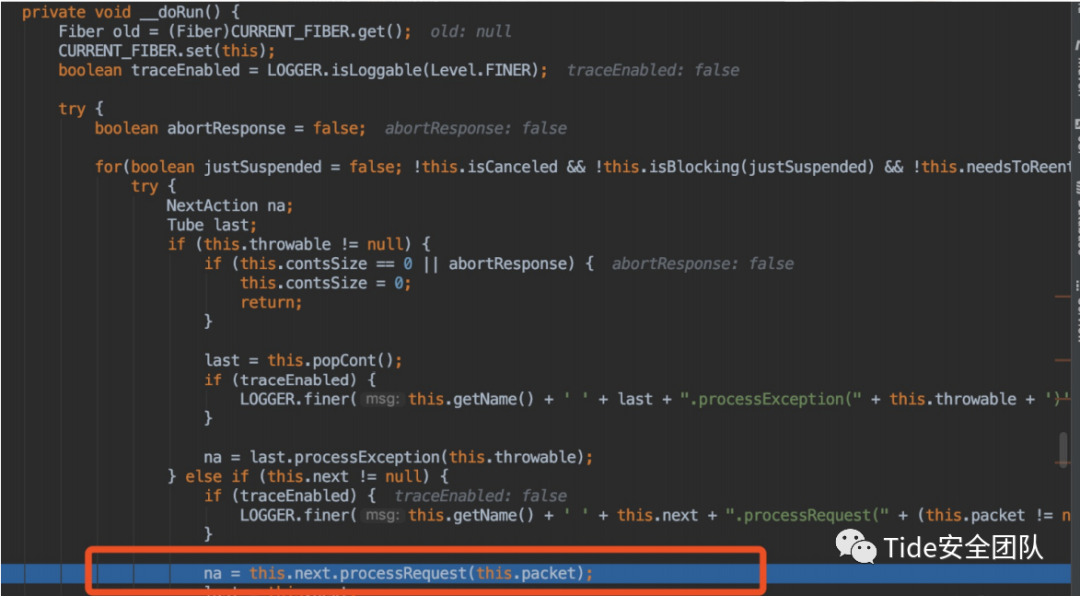 private void __doRun() {
Fiber old = (Fiber)CURRENT_FIBER.get(); old: null
CURRENT_FIBER.set(this);
boolean traceEnabled = LOGGER.isLoggable(Level.FINER); traceEnabled: false
try {
boolean abortResponse = false; abortResponse: false
for(boolean justSuspended = false; !this.isCanceled && !this.isBlocking(justSuspended) && !this.needsToReent
try {
NextAction na;
Tube last;
if (this.throwable != null) {
if (this.contsSize == 0 || abortResponse) { abortResponse: false
this.contsSize = 0;
return;
}
last = this.popCont();
if (traceEnabled) {
LOGGER.finer( msg: this.getName() + ' ' + last + ".processException(" + this.throwable + ')'
}
na = last.processException(this.throwable);
} else if (this.next != null) {
if (traceEnabled) { traceEnabled: false
LOGGER.finer( msg: this.getName() + ' ' + this.next + ".processRequest(" + (this.packet != n
}
Tide安全团队
na = this.next.processRequest(this.packet);